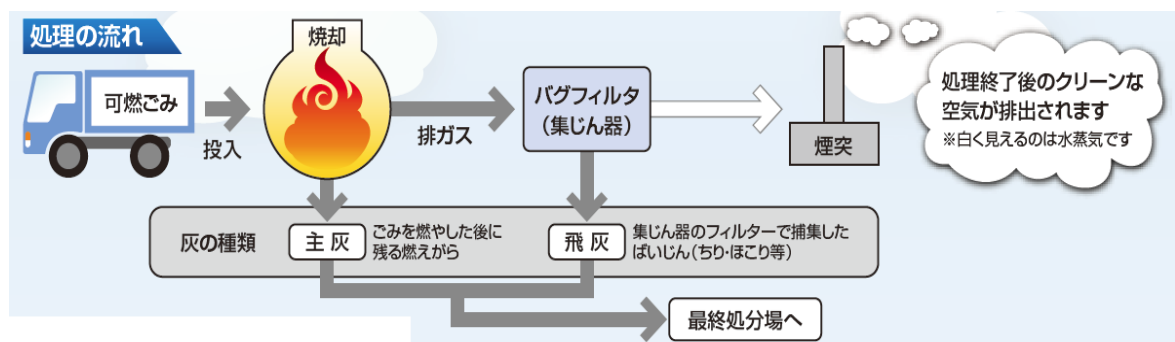 処理の流れ
可燃ごみ
投入
焼却
排ガス
バグフィルタ
(集じん器)
煙突
処理終了後のクリーンな
空気が排出されます
※白く見えるのは水蒸気です
灰の種類
主灰
ごみを燃やした後に
残る燃えがら
飛灰
集じん器のフィルターで捕集した
ばいじん(ちり・ほこり等)
最終処分場へ